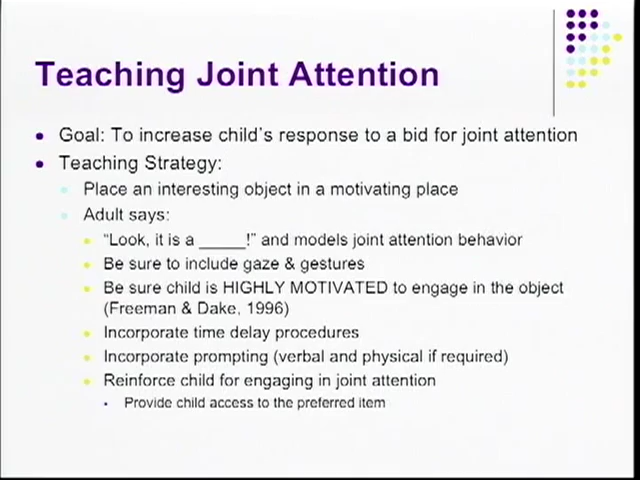 Teaching Joint Attention
Goal: To increase child's response to a bid for joint attention
Teaching Strategy:
Place an interesting object in a motivating place
Adult says:
"Look, it is a _____!" and models joint attention behavior
Be sure to include gaze & gestures
Be sure child is HIGHLY MOTIVATED to engage in the object
(Freeman & Dake, 1996)
Incorporate time delay procedures
Incorporate prompting (verbal and physical if required)
Reinforce child for engaging in joint attention
Provide child access to the preferred item